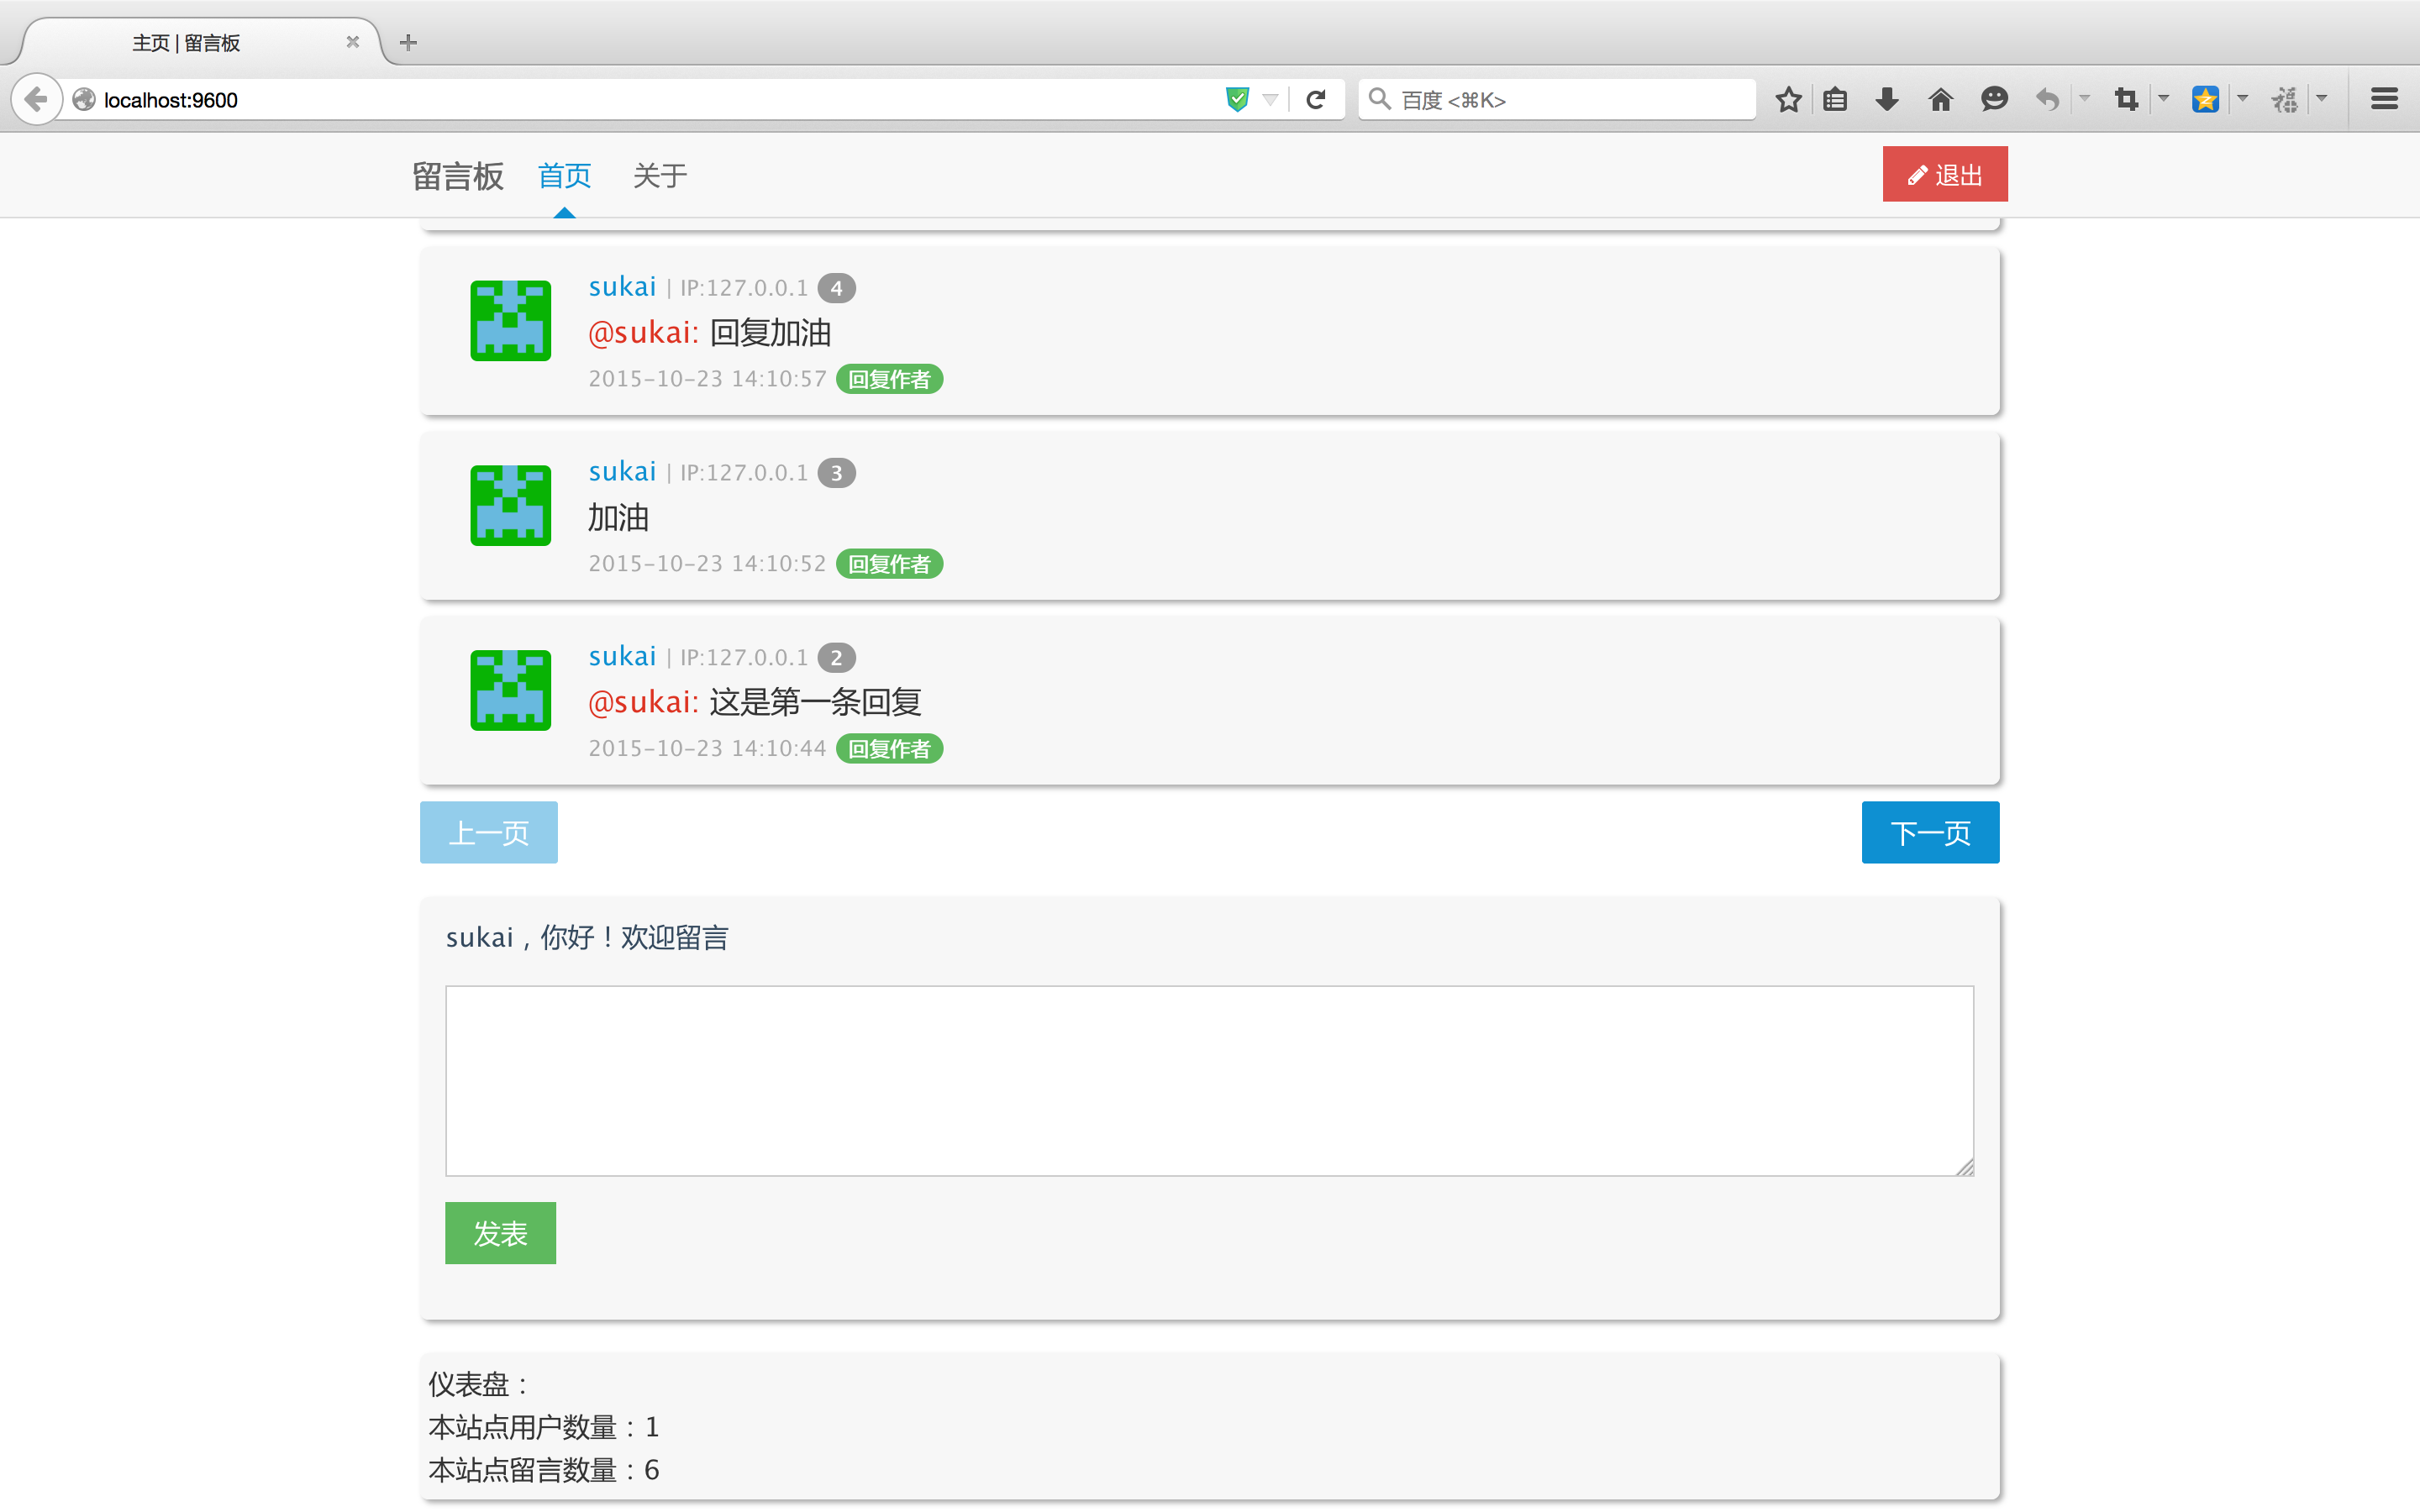 主页 | 留言板
localhost:9600
百度 <⌘K>
留言板 首页 关于 退出
sukai | IP:127.0.0.1 4
@sukai: 回复加油
2015-10-23 14:10:57 回复作者
sukai | IP:127.0.0.1 3
加油
2015-10-23 14:10:52 回复作者
sukai | IP:127.0.0.1 2
@sukai: 这是第一条回复
2015-10-23 14:10:44 回复作者
上一页 下一页
sukai，你好！欢迎留言
发表
仪表盘：
本站点用户数量：1
本站点留言数量：6